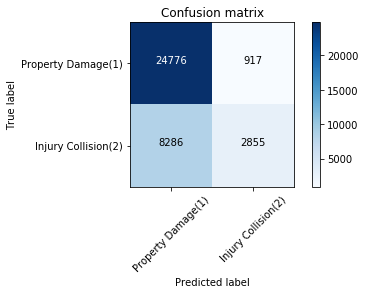 Confusion matrix
True label
Property Damage(1)
24776
917
Injury Collision(2)
8286
2855
20000
15000
10000
5000
Property Damage(1)
Injury Collision(2)
Predicted label